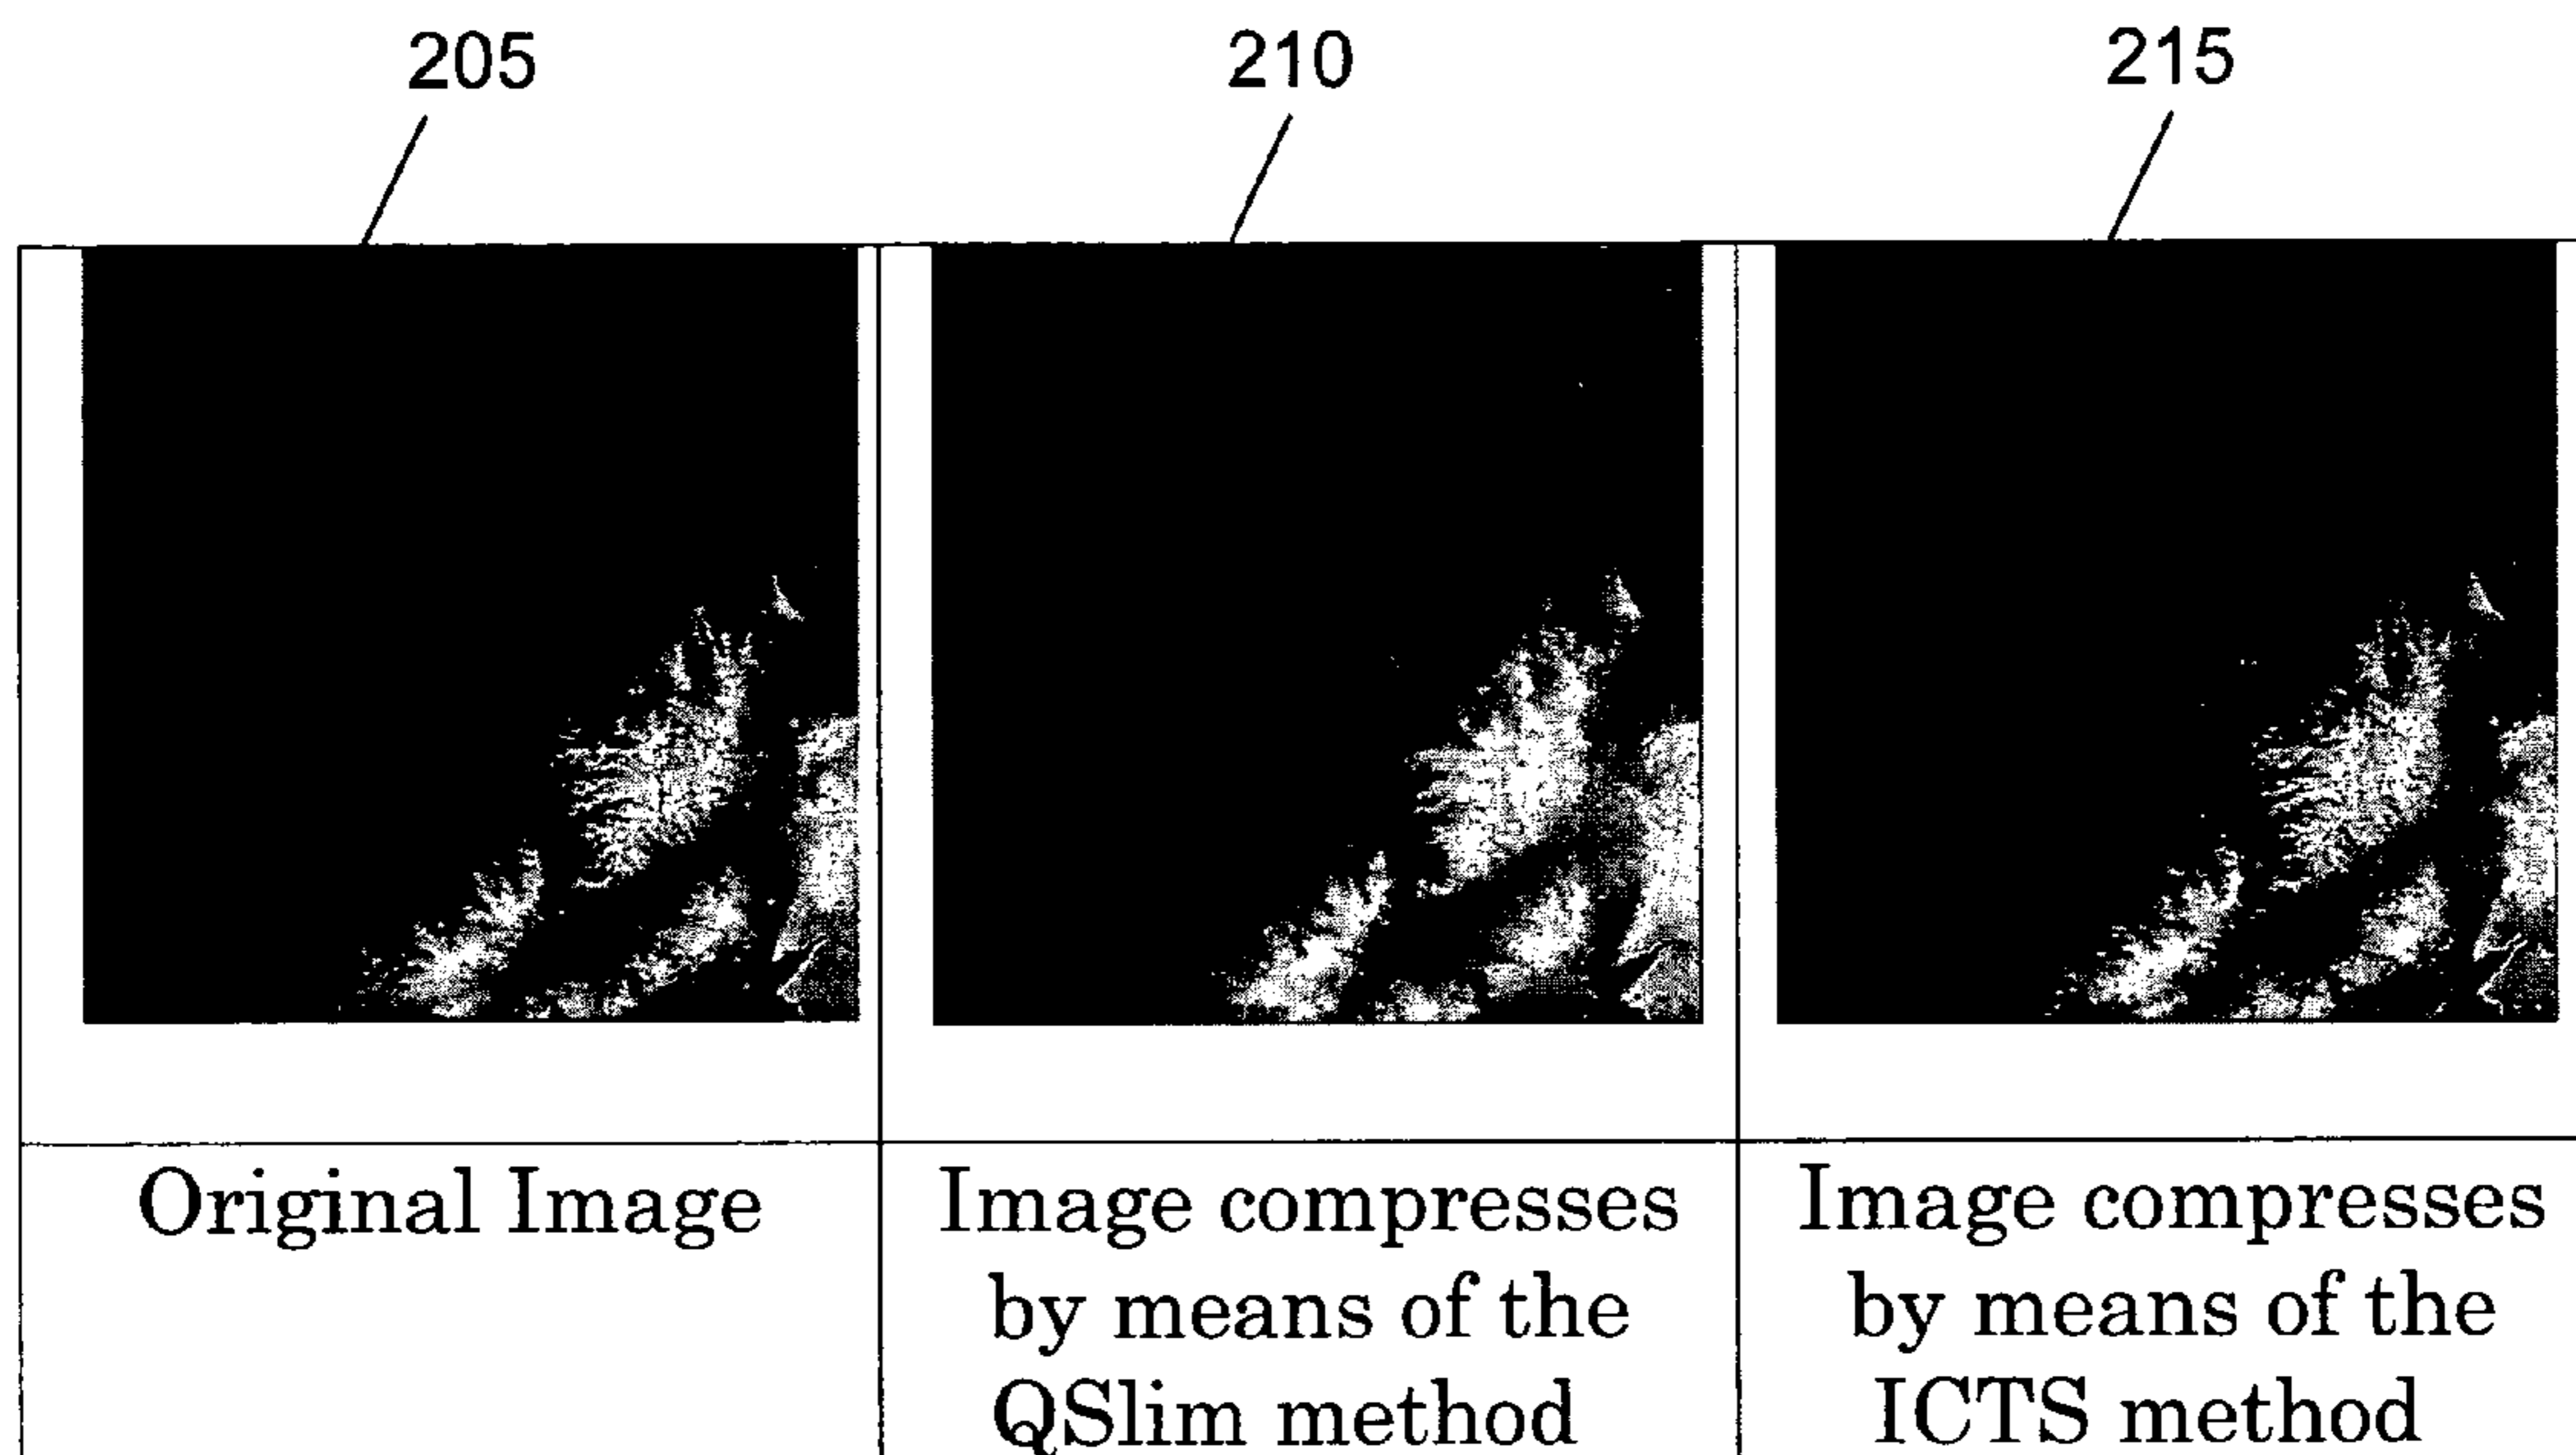 205 210 215
Original Image
Image compresses
by means of the
QSlim method
Image compresses
by means of the
ICTS method